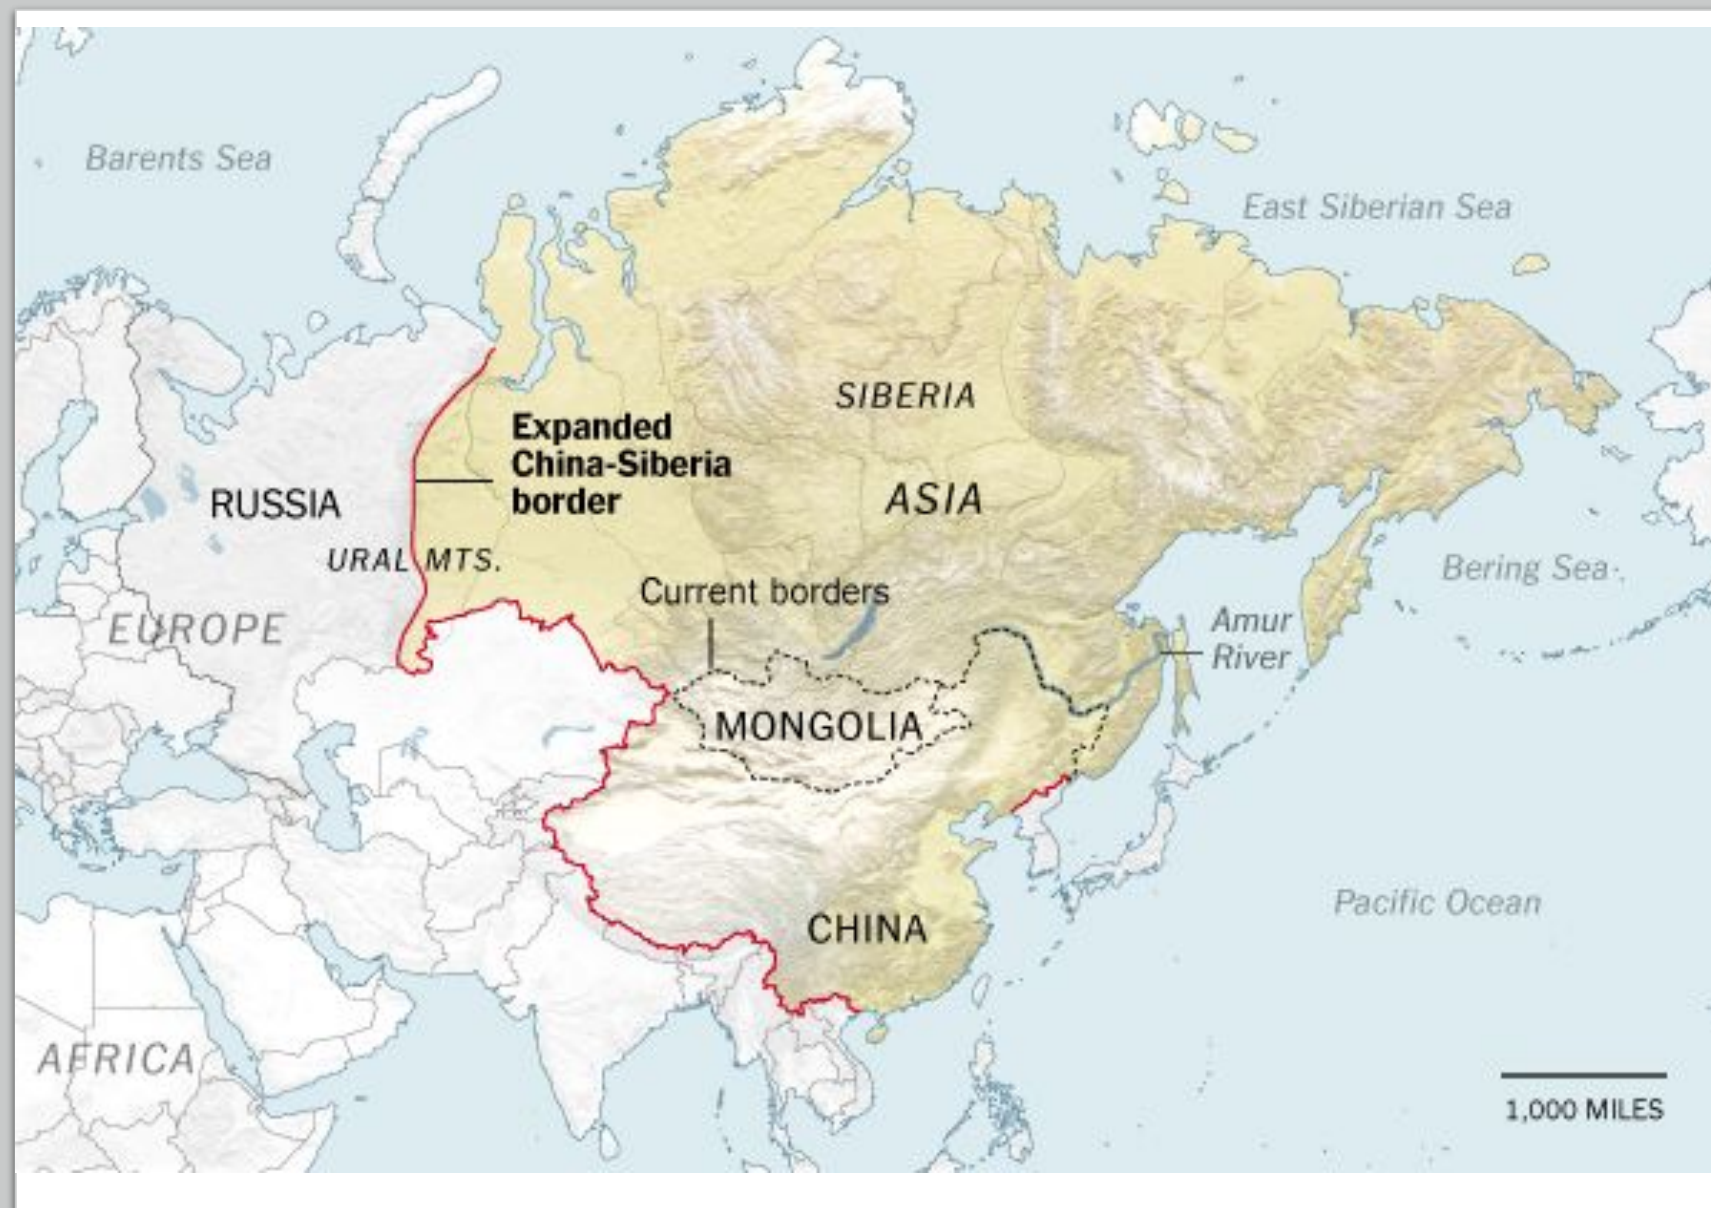 Barents Sea
East Siberian Sea
SIBERIA
Expanded
China-Siberia
border
RUSSIA
ASIA
URAL MTS.
Bering Sea
Current borders
EUROPE
Amur
River
MONGOLIA
Pacific Ocean
CHINA
AFRICA
1,000 MILES